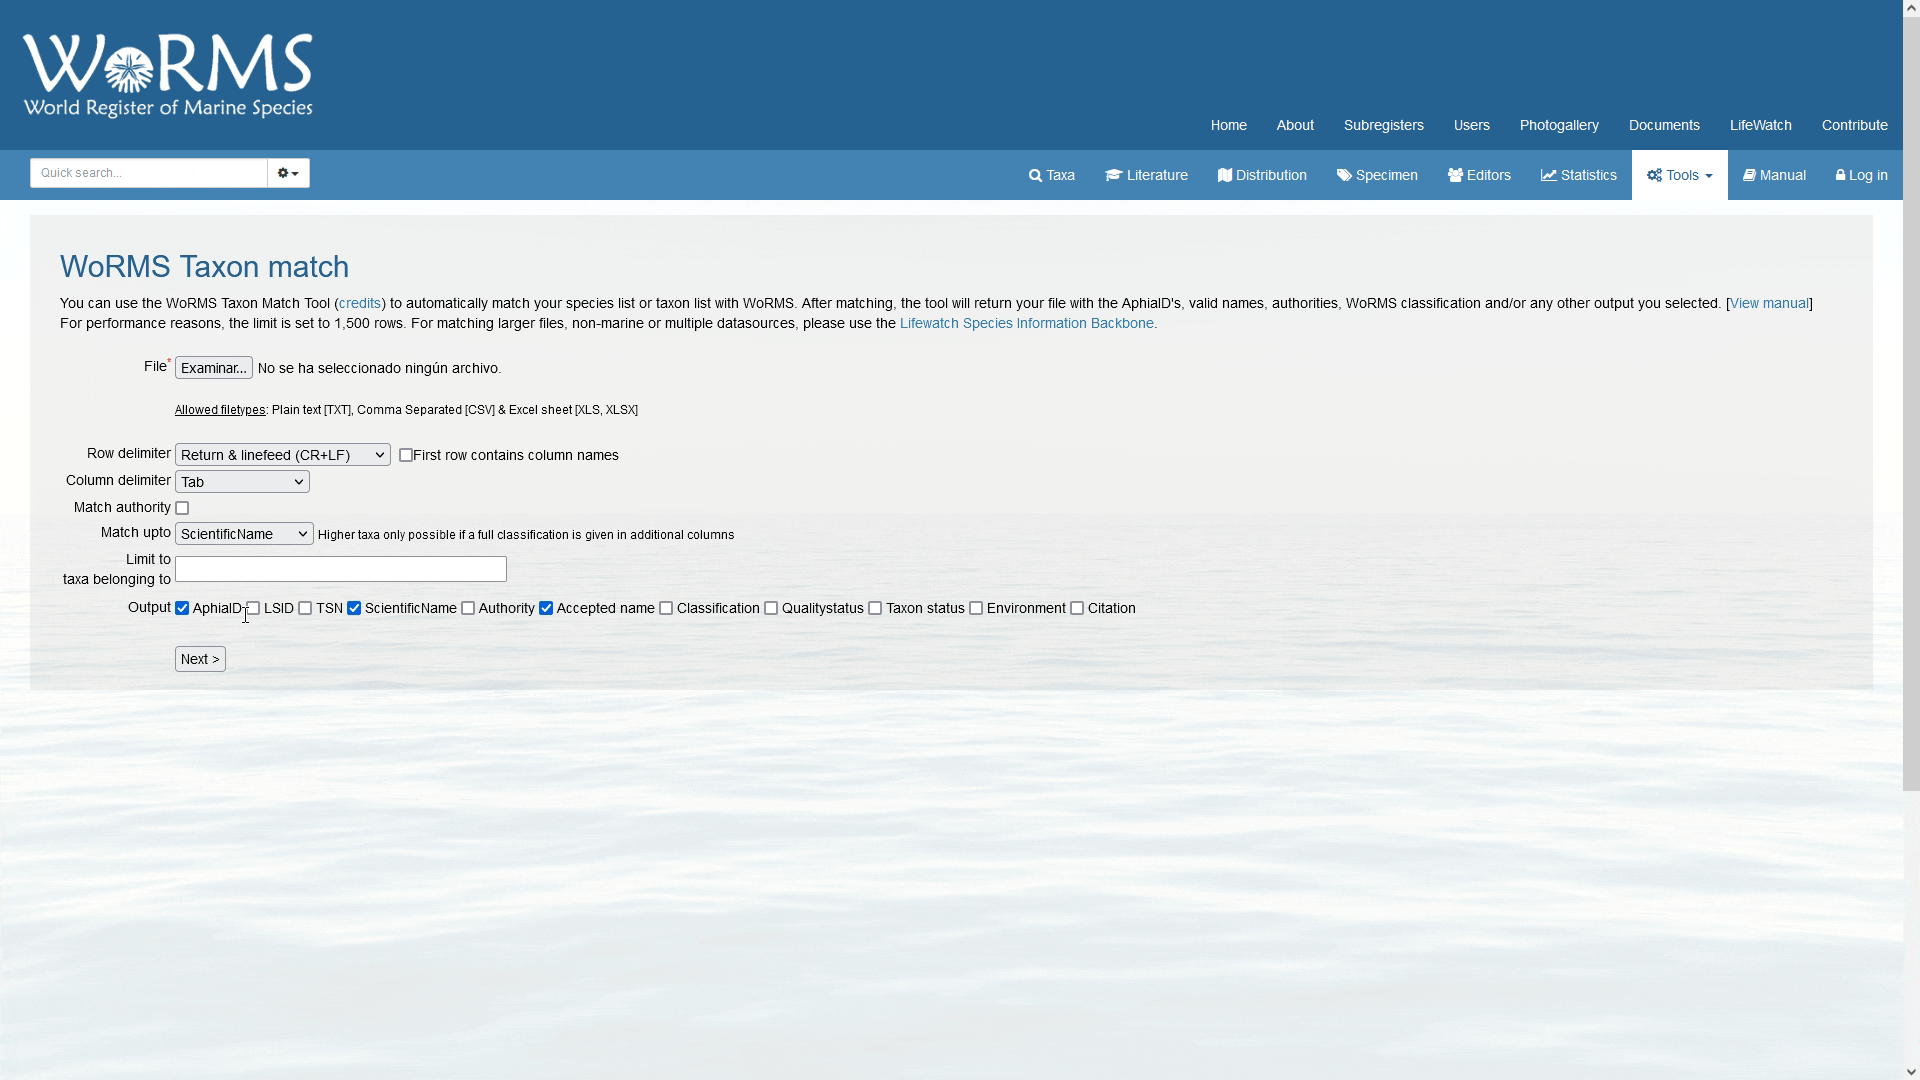 WoRMS
World Register of Marine Species
Home About Subregisters Users Photogallery Documents LifeWatch Contribute
Quick search...
Taxa Literature Distribution Specimen Editors Statistics Tools Manual Log in
WoRMS Taxon match
You can use the WoRMS Taxon Match Tool (credits) to automatically match your species list or taxon list with WoRMS. After matching, the tool will return your file with the AphiaID's, valid names, authorities, WoRMS classification and/or any other output you selected. [View manual]
For performance reasons, the limit is set to 1,500 rows. For matching larger files, non-marine or multiple datasources, please use the Lifewatch Species Information Backbone.
File* Examinar... No se ha seleccionado ningún archivo.
Allowed filetypes: Plain text [TXT], Comma Separated [CSV] & Excel sheet [XLS, XLSX]
Row delimiter Return & linefeed (CR+LF) First row contains column names
Column delimiter Tab
Match authority
Match upto ScientificName Higher taxa only possible if a full classification is given in additional columns
Limit to
taxa belonging to
Output AphiaID LSID TSN ScientificName Authority Accepted name Classification Qualitystatus Taxon status Environment Citation
Next >